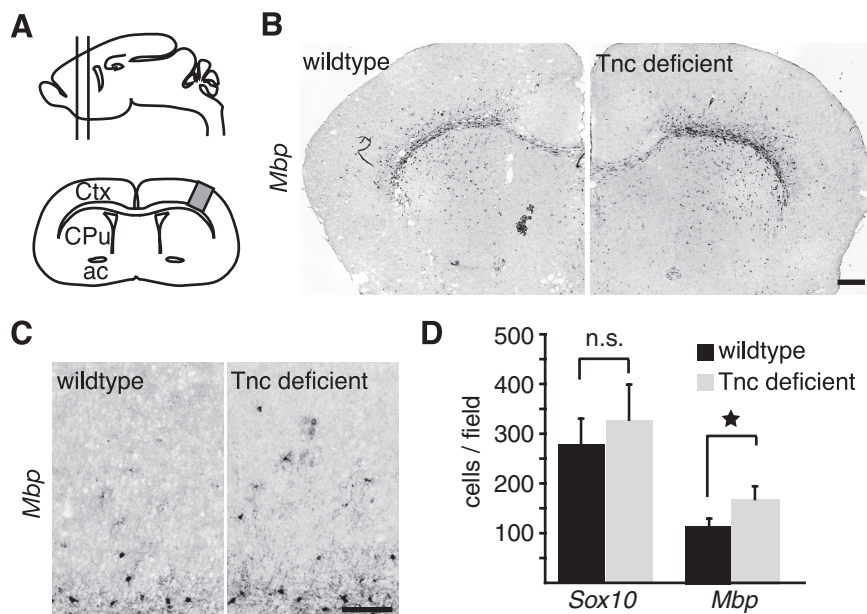 A
Ctx
CPu
ac
B
wildtype
Tnc deficient
Mbp
C
wildtype
Tnc deficient
Mbp
D
500
400
300
200
100
cells / field
n.s.
wildtype
Tnc deficient
Sox10
Mbp